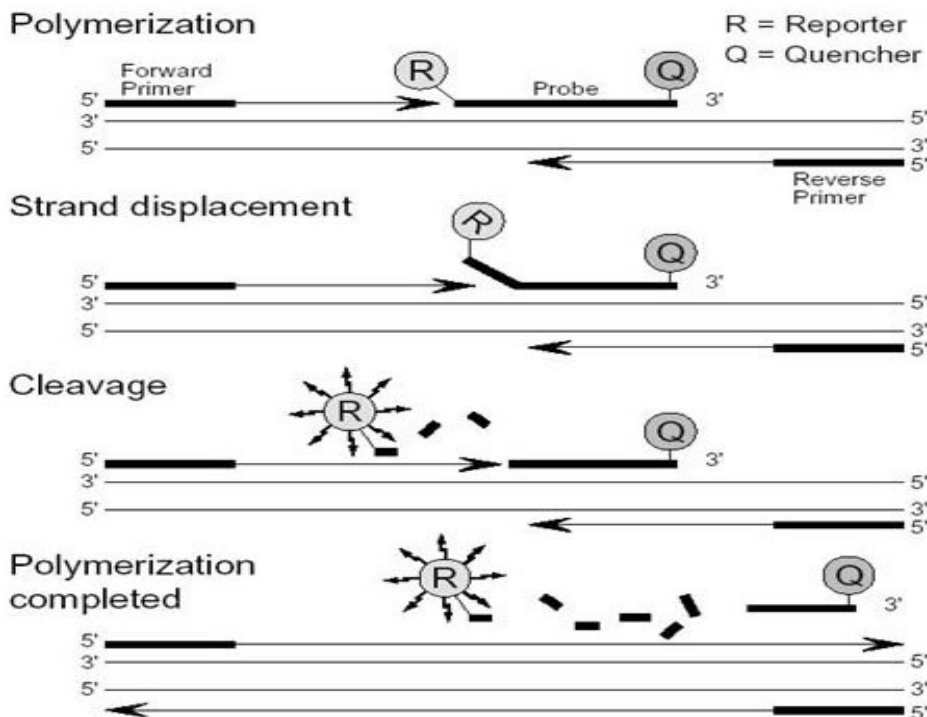 Polymerization
R = Reporter
Q = Quencher
Forward
Primer
R
Probe
Q
5'
3'
3'
5'
5'
3'
5'
Reverse
Primer
Strand displacement
R
Q
5'
3'
3'
5'
5'
3'
5'
Cleavage
R
Q
5'
3'
3'
5'
5'
3'
5'
Polymerization
completed
R
Q
3'
5'
3'
5'
5'
3'
5'